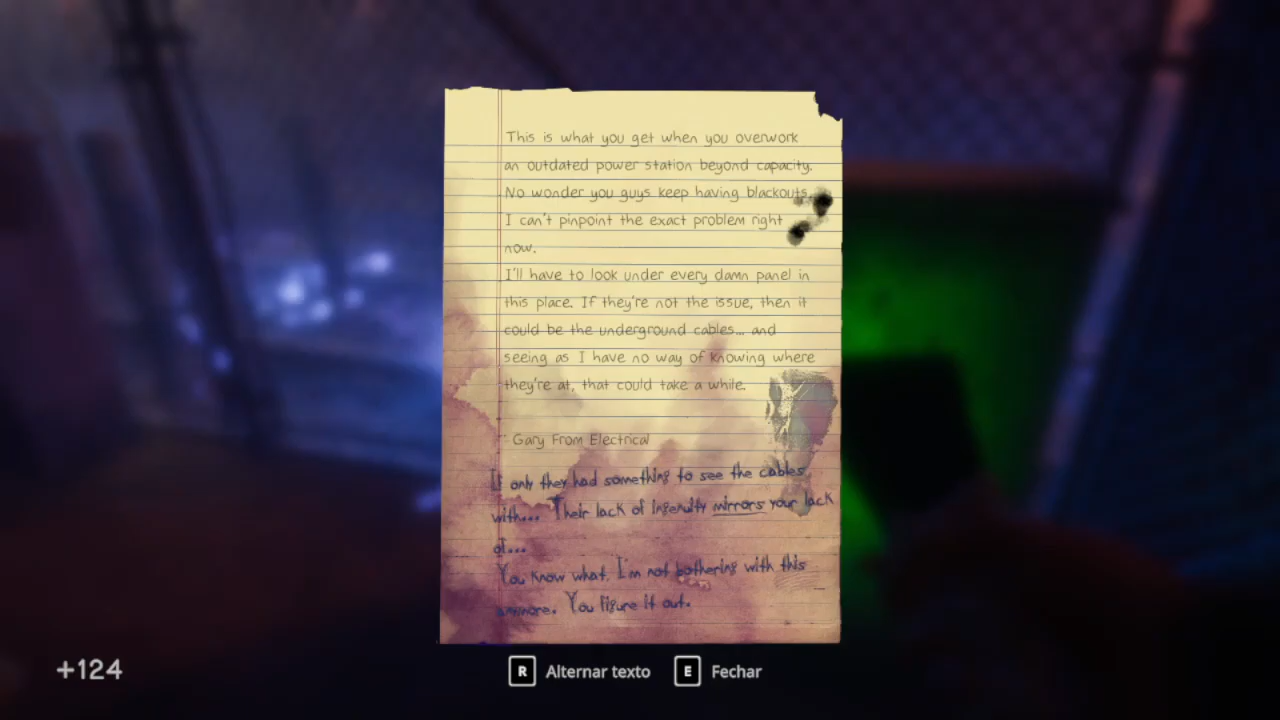 This is what you get when you overwork
an outdated power station beyond capacity.
No wonder you guys keep having blackouts.
I can't pinpoint the exact problem right
now.
I'll have to look under every damn panel in
this place. If they're not the issue, then it
could be the underground cables... and
seeing as I have no way of knowing where
they're at, that could take a while.
- Gary From Electrical
If only they had something to see the cables
with... Their lack of ingenuity mirrors your lack
of...
You know what. I'm not bothering with this
anymore. You figure it out.
+124
R Alternar texto E Fechar